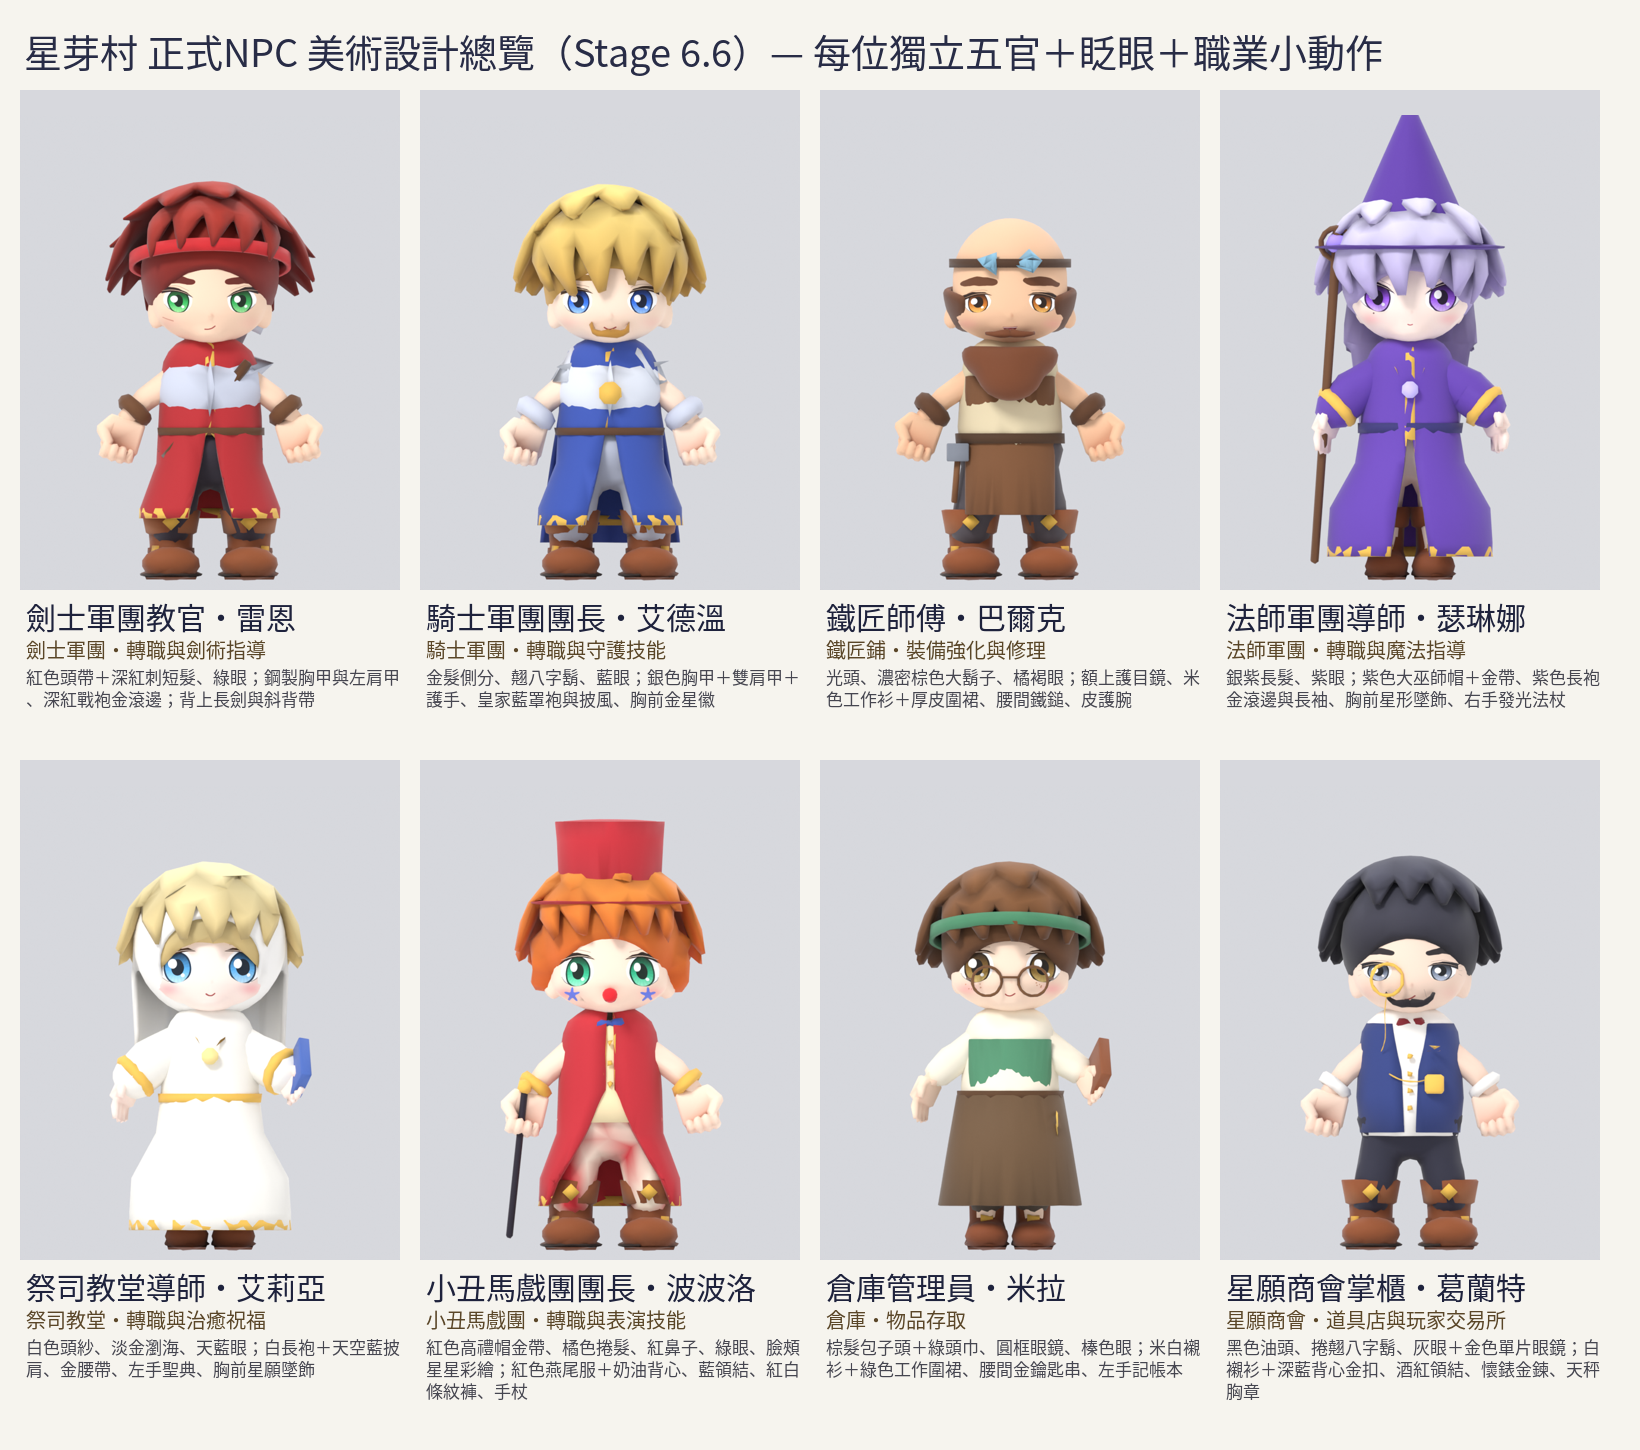 星芽村 正式NPC 美術設計總覽（Stage 6.6）— 每位獨立五官＋眨眼＋職業小動作
劍士軍團教官・雷恩
劍士軍團・轉職與劍術指導
紅色頭帶＋深紅刺短髮、綠眼；鋼製胸甲與左肩甲
、深紅戰袍金滾邊；背上長劍與斜背帶
騎士軍團團長・艾德溫
騎士軍團・轉職與守護技能
金髮側分、翹八字鬍、藍眼；銀色胸甲＋雙肩甲＋
護手、皇家藍罩袍與披風、胸前金星徽
鐵匠師傅・巴爾克
鐵匠鋪・裝備強化與修理
光頭、濃密棕色大鬍子、橘褐眼；額上護目鏡、米
色工作衫＋厚皮圍裙、腰間鐵鎚、皮護腕
法師軍團導師・瑟琳娜
法師軍團・轉職與魔法指導
銀紫長髮、紫眼；紫色大巫師帽＋金帶、紫色長袍
金滾邊與長袖、胸前星形墜飾、右手發光法杖
祭司教堂導師・艾莉亞
祭司教堂・轉職與治癒祝福
白色頭紗、淡金瀏海、天藍眼；白長袍＋天空藍披
肩、金腰帶、左手聖典、胸前星願墜飾
小丑馬戲團團長・波波洛
小丑馬戲團・轉職與表演技能
紅色高禮帽金帶、橘色捲髮、紅鼻子、綠眼、臉頰
星星彩繪；紅色燕尾服＋奶油背心、藍領結、紅白
條紋褲、手杖
倉庫管理員・米拉
倉庫・物品存取
棕髮包子頭＋綠頭巾、圓框眼鏡、榛色眼；米白襯
衫＋綠色工作圍裙、腰間金鑰匙串、左手記帳本
星願商會掌櫃・葛蘭特
星願商會・道具店與玩家交易所
黑色油頭、捲翹八字鬍、灰眼＋金色單片眼鏡；白
襯衫＋深藍背心金扣、酒紅領結、懷錶金鍊、天秤
胸章